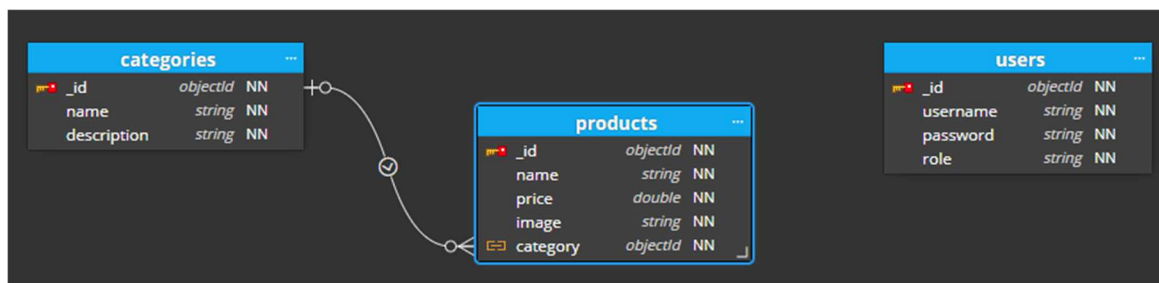 categories ...
_id objectId NN
name string NN
description string NN
products ...
_id objectId NN
name string NN
price double NN
image string NN
category objectId NN
users ...
_id objectId NN
username string NN
password string NN
role string NN